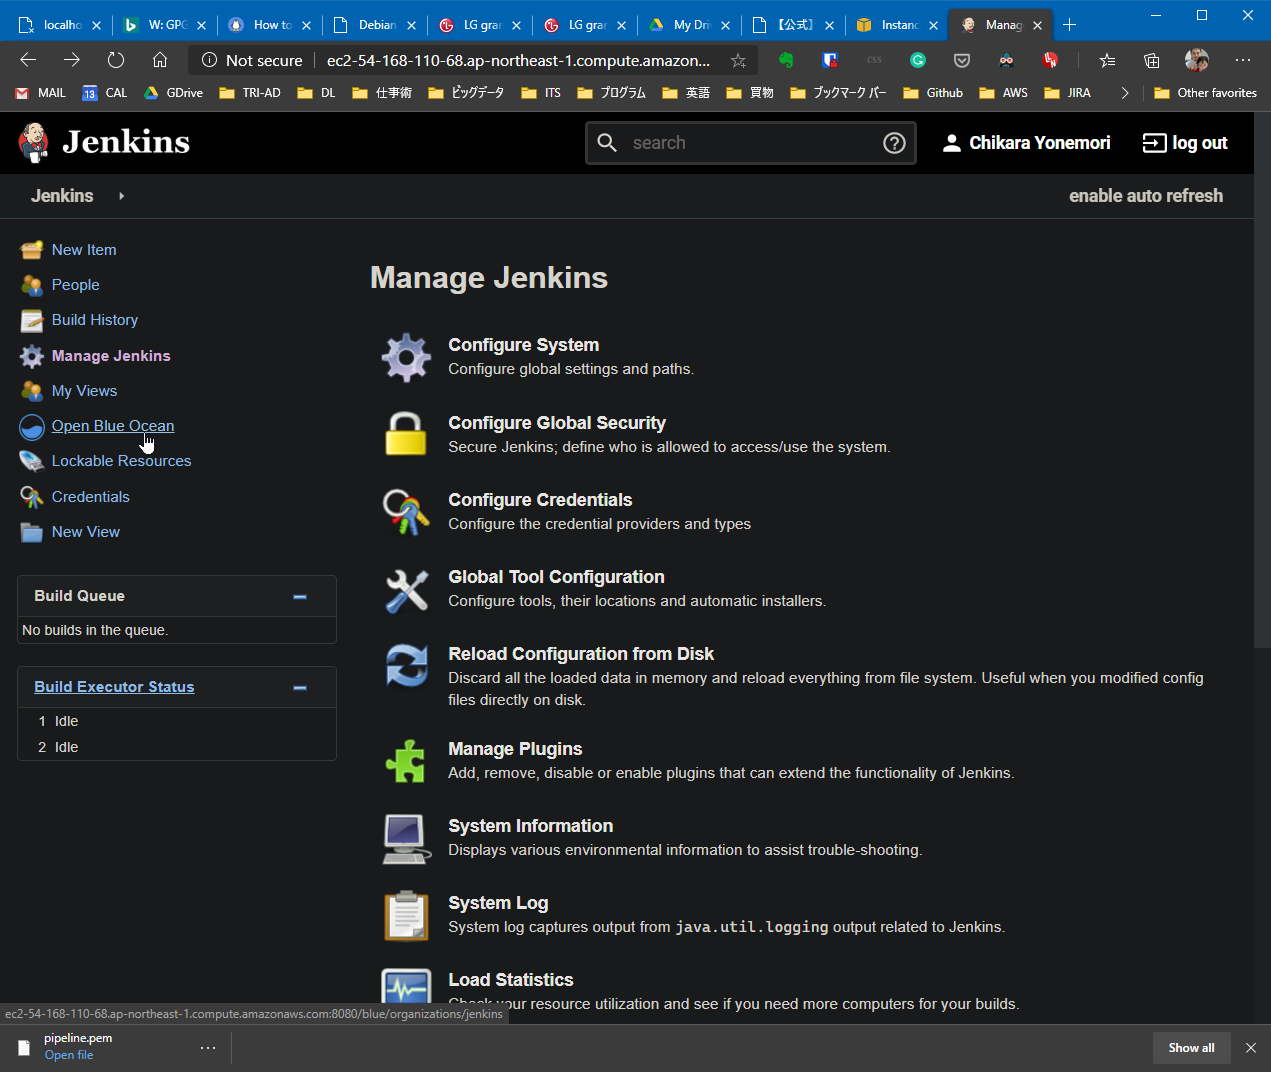 localho
W: GPG
How to
Debian
LG gran
LG gran
My Driv
【公式】
Instanc
Manag
Not secure
ec2-54-168-110-68.ap-northeast-1.compute.amazon...
MAIL
13 CAL
GDrive
TRI-AD
DL
仕事術
ビッグデータ
ITS
プログラム
英語
買物
ブックマーク バー
Github
AWS
JIRA
Other favorites
Jenkins
search
Chikara Yonemori
log out
Jenkins
enable auto refresh
New Item
People
Build History
Manage Jenkins
My Views
Open Blue Ocean
Lockable Resources
Credentials
New View
Build Queue
No builds in the queue.
Build Executor Status
1 Idle
2 Idle
Manage Jenkins
Configure System
Configure global settings and paths.
Configure Global Security
Secure Jenkins; define who is allowed to access/use the system.
Configure Credentials
Configure the credential providers and types
Global Tool Configuration
Configure tools, their locations and automatic installers.
Reload Configuration from Disk
Discard all the loaded data in memory and reload everything from file system. Useful when you modified config
files directly on disk.
Manage Plugins
Add, remove, disable or enable plugins that can extend the functionality of Jenkins.
System Information
Displays various environmental information to assist trouble-shooting.
System Log
System log captures output from java.util.logging output related to Jenkins.
Load Statistics
Check your resource utilization and see if you need more computers for your builds.
ec2-54-168-110-68.ap-northeast-1.compute.amazonaws.com:8080/blue/organizations/jenkins
pipeline.pem
Open file
Show all